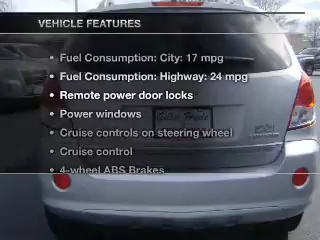 VEHICLE FEATURES
Fuel Consumption: City: 17 mpg
Fuel Consumption: Highway: 24 mpg
Remote power door locks
Power windows
Cruise controls on steering wheel
Cruise control
4-wheel ABS Brakes